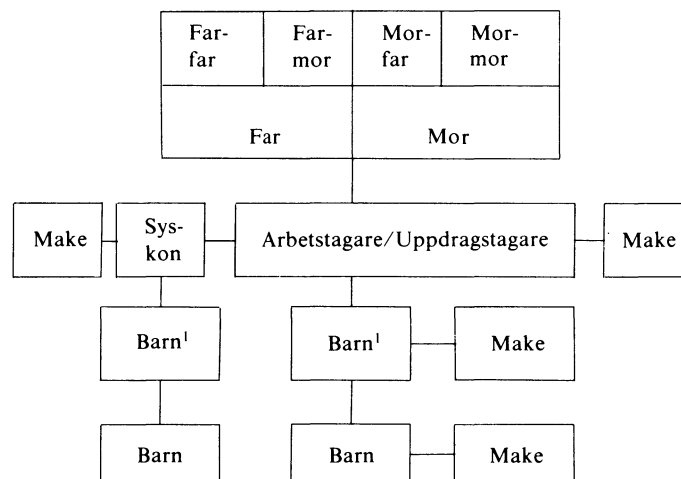 Far-
far
Far-
mor
Mor-
far
Mor-
mor
Far
Mor
Make
Sys-
kon
Arbetstagare/Uppdragstagare
Make
Barn¹
Barn¹
Make
Barn
Barn
Make